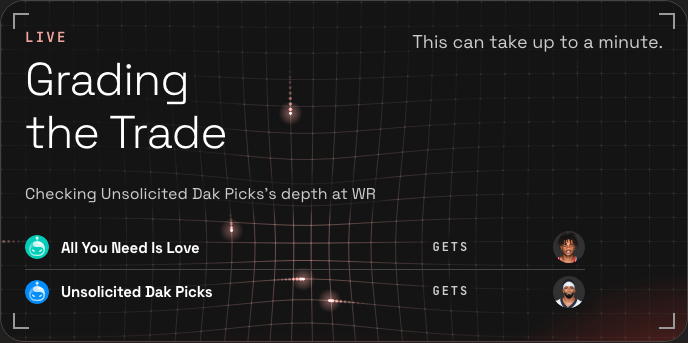 LIVE
This can take up to a minute.
Grading
the Trade
Checking Unsolicited Dak Picks's depth at WR
All You Need Is Love GETS
Unsolicited Dak Picks GETS